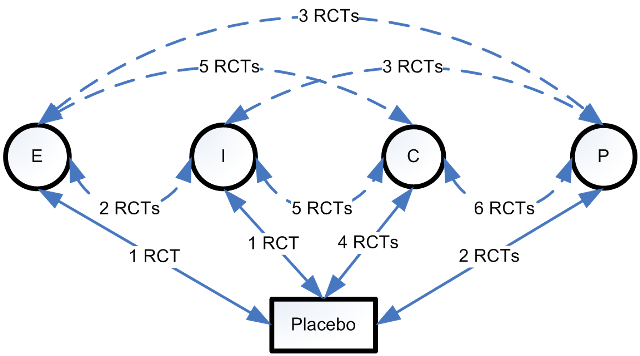 3 RCTs
5 RCTs
3 RCTs
E
I
C
P
2 RCTs
5 RCTs
6 RCTs
1 RCT
1 RCT
4 RCTs
2 RCTs
Placebo